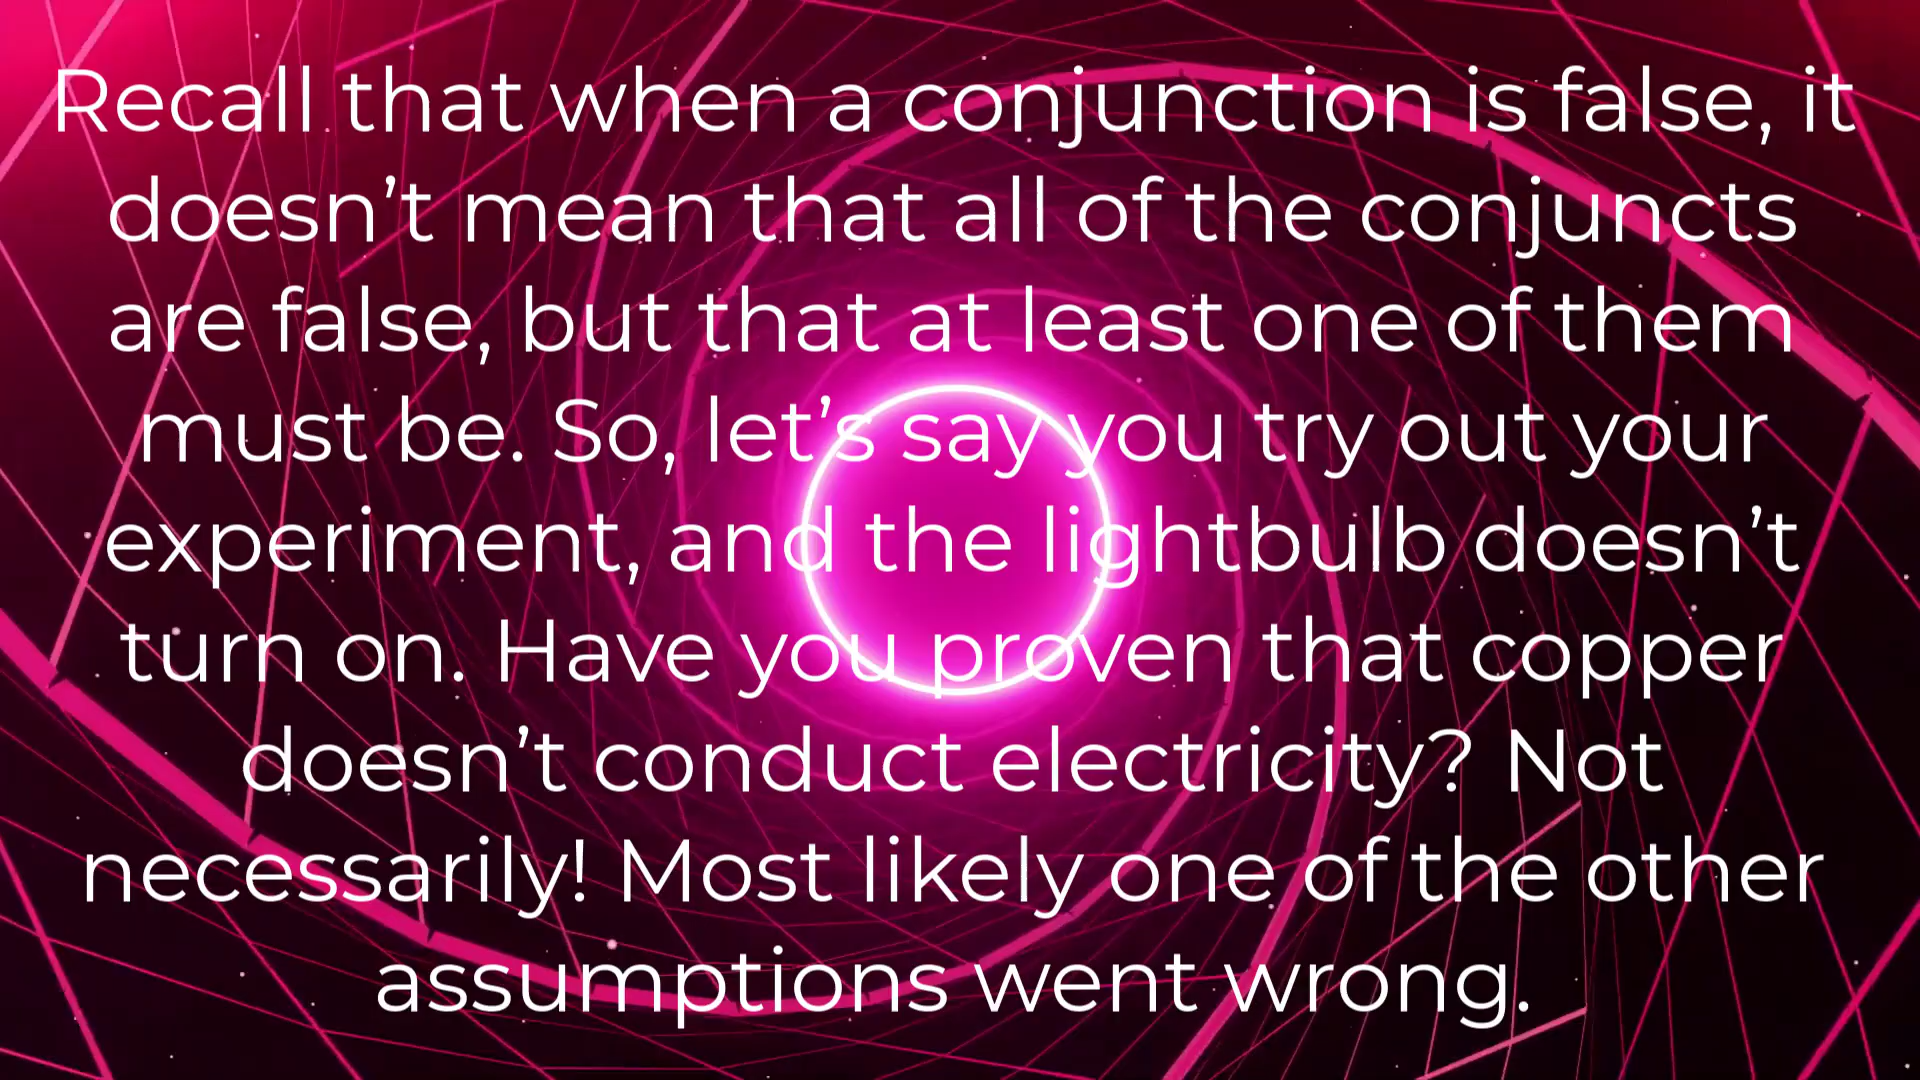 Recall that when a conjunction is false, it
doesn’t mean that all of the conjuncts
are false, but that at least one of them
must be. So, let’s say you try out your
experiment, and the lightbulb doesn’t
turn on. Have you proven that copper
doesn’t conduct electricity? Not
necessarily! Most likely one of the other
assumptions went wrong.